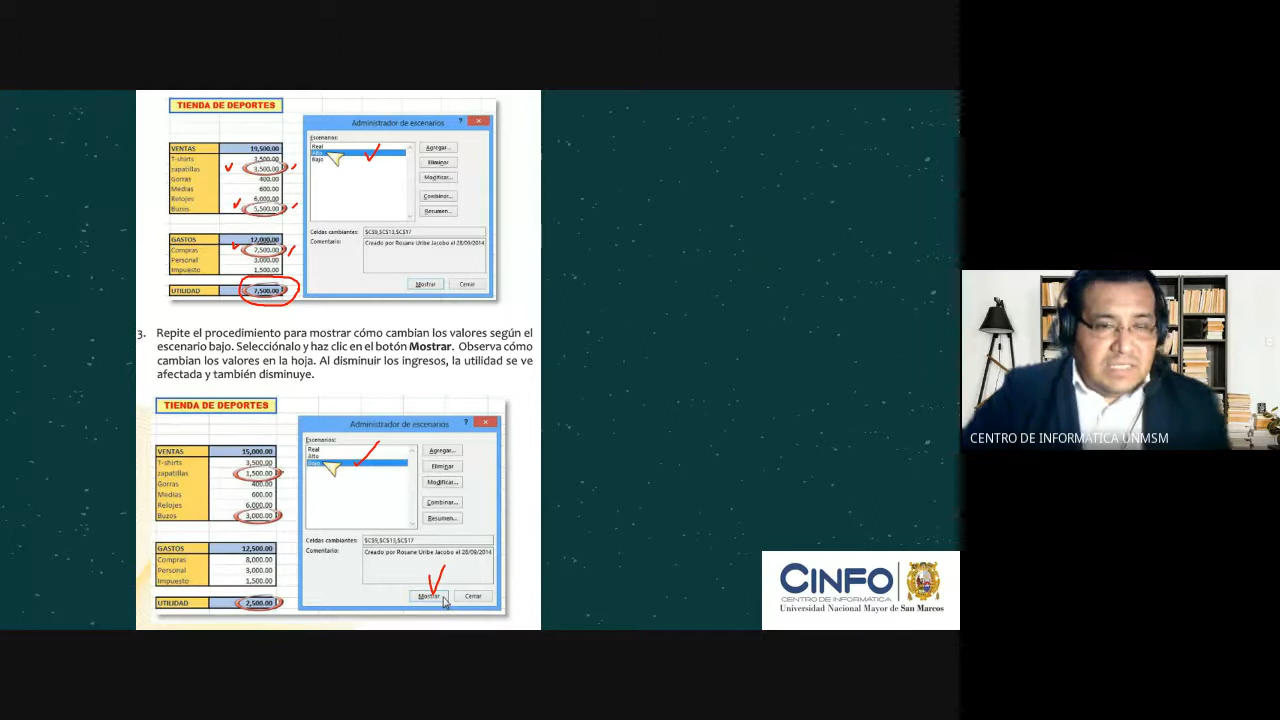 TIENDA DE DEPORTES
VENTAS 19,500.00
T-shirts 3,500.00
zapatillas 3,500.00
Gorras 400.00
Medias 600.00
Relojes 6,000.00
Buzos 5,500.00
GASTOS 12,000.00
Compras 7,500.00
Personal 3,000.00
Impuesto 1,500.00
UTILIDAD 7,500.00
Administrador de escenarios ?
Escenarios:
Real
Alto
Bajo
Agregar...
Eliminar
Modificar...
Combinar...
Resumen...
Celdas cambiantes: $C$9,$C$13,$C$17
Comentario: Creado por Rosane Uribe Jacobo el 28/09/2014
Mostrar Cerrar
3. Repite el procedimiento para mostrar cómo cambian los valores según el
escenario bajo. Selecciónalo y haz clic en el botón Mostrar. Observa cómo
cambian los valores en la hoja. Al disminuir los ingresos, la utilidad se ve
afectada y también disminuye.
TIENDA DE DEPORTES
VENTAS 15,000.00
T-shirts 3,500.00
zapatillas 1,500.00
Gorras 400.00
Medias 600.00
Relojes 6,000.00
Buzos 3,000.00
GASTOS 12,500.00
Compras 8,000.00
Personal 3,000.00
Impuesto 1,500.00
UTILIDAD 2,500.00
Administrador de escenarios ?
Escenarios:
Real
Alto
Bajo
Agregar...
Eliminar
Modificar...
Combinar...
Resumen...
Celdas cambiantes: $C$9,$C$13,$C$17
Comentario: Creado por Rosane Uribe Jacobo el 28/09/2014
Mostrar Cerrar
CENTRO DE INFORMATICA UNMSM
CINFO
CENTRO DE INFORMÁTICA
Universidad Nacional Mayor de San Marcos